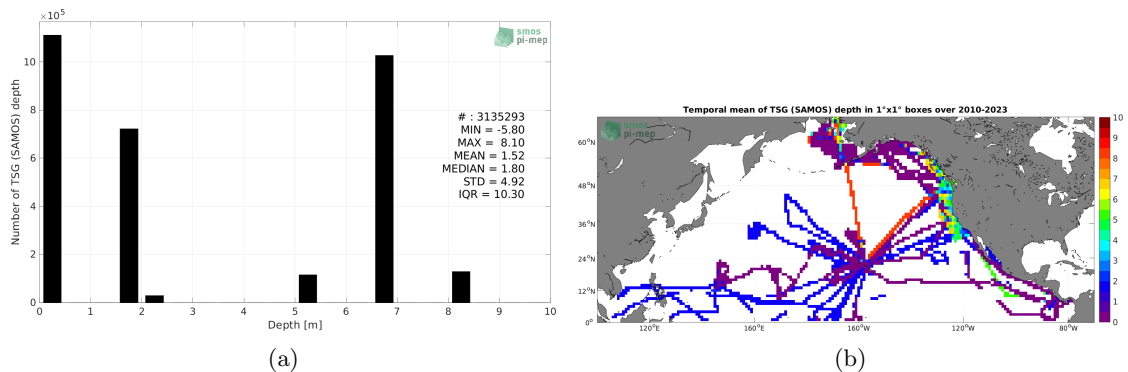 ×10⁵
smos
pi-mep
10
8
6
4
2
0
Number of TSG (SAMOS) depth
# : 3135293
MIN = -5.80
MAX = 8.10
MEAN = 1.52
MEDIAN = 1.80
STD = 4.92
IQR = 10.30
0 1 2 3 4 5 6 7 8 9 10
Depth [m]
(a)
Temporal mean of TSG (SAMOS) depth in 1°x1° boxes over 2010-2023
smos
pi-mep
60°N
48°N
36°N
24°N
12°N
0°
120°E 160°E 160°W 120°W 80°W
10
9
8
7
6
5
4
3
2
1
0
(b)